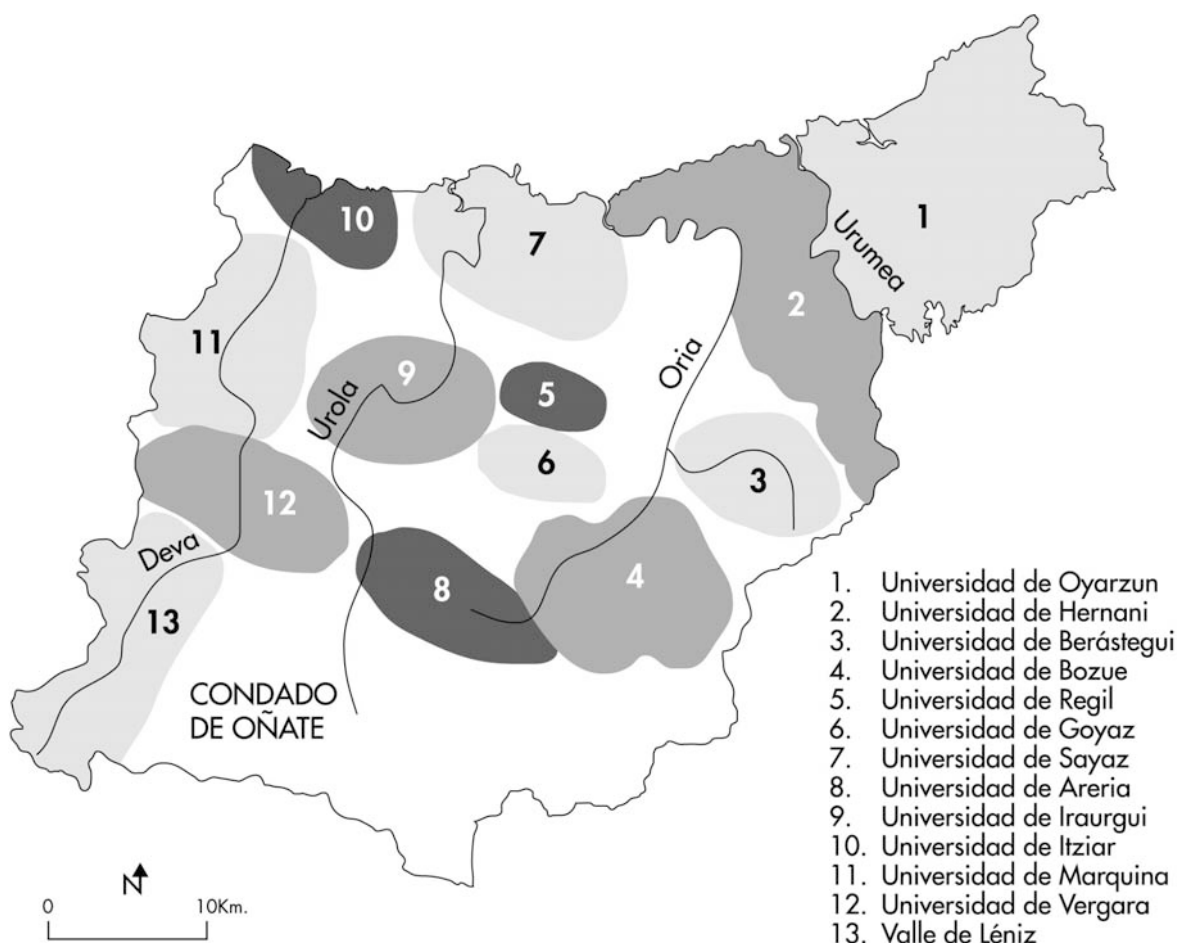 10
7
1
Urumea
2
11
9
Urola
5
Oria
6
3
12
Deva
8
4
13
CONDADO
DE OÑATE
N
0 10Km.
1. Universidad de Oyarzun
2. Universidad de Hernani
3. Universidad de Berástegui
4. Universidad de Bozue
5. Universidad de Regil
6. Universidad de Goyaz
7. Universidad de Sayaz
8. Universidad de Areria
9. Universidad de Iraurgui
10. Universidad de Itziar
11. Universidad de Marquina
12. Universidad de Vergara
13. Valle de Léniz